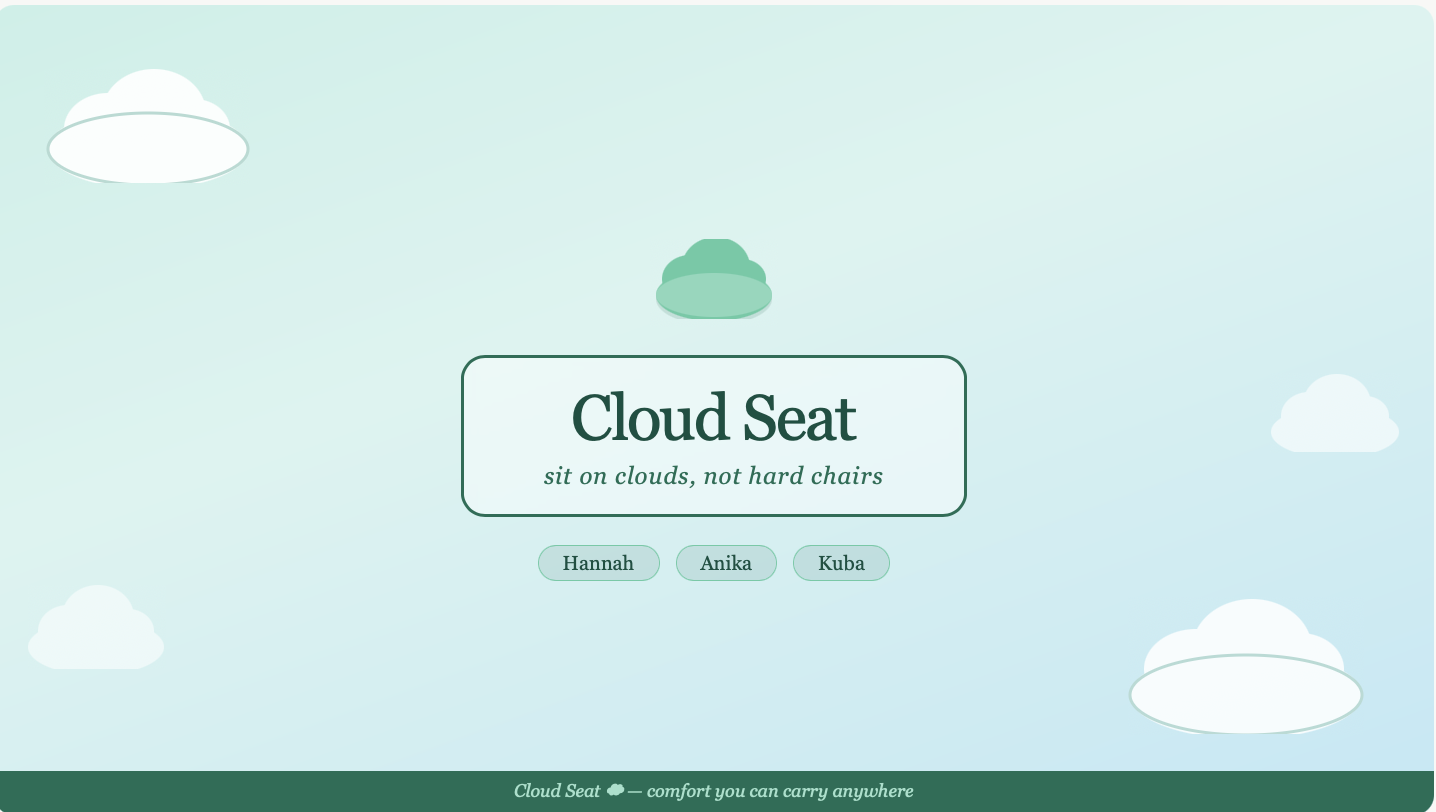 Cloud Seat
sit on clouds, not hard chairs
Hannah Anika Kuba
Cloud Seat ☁ — comfort you can carry anywhere